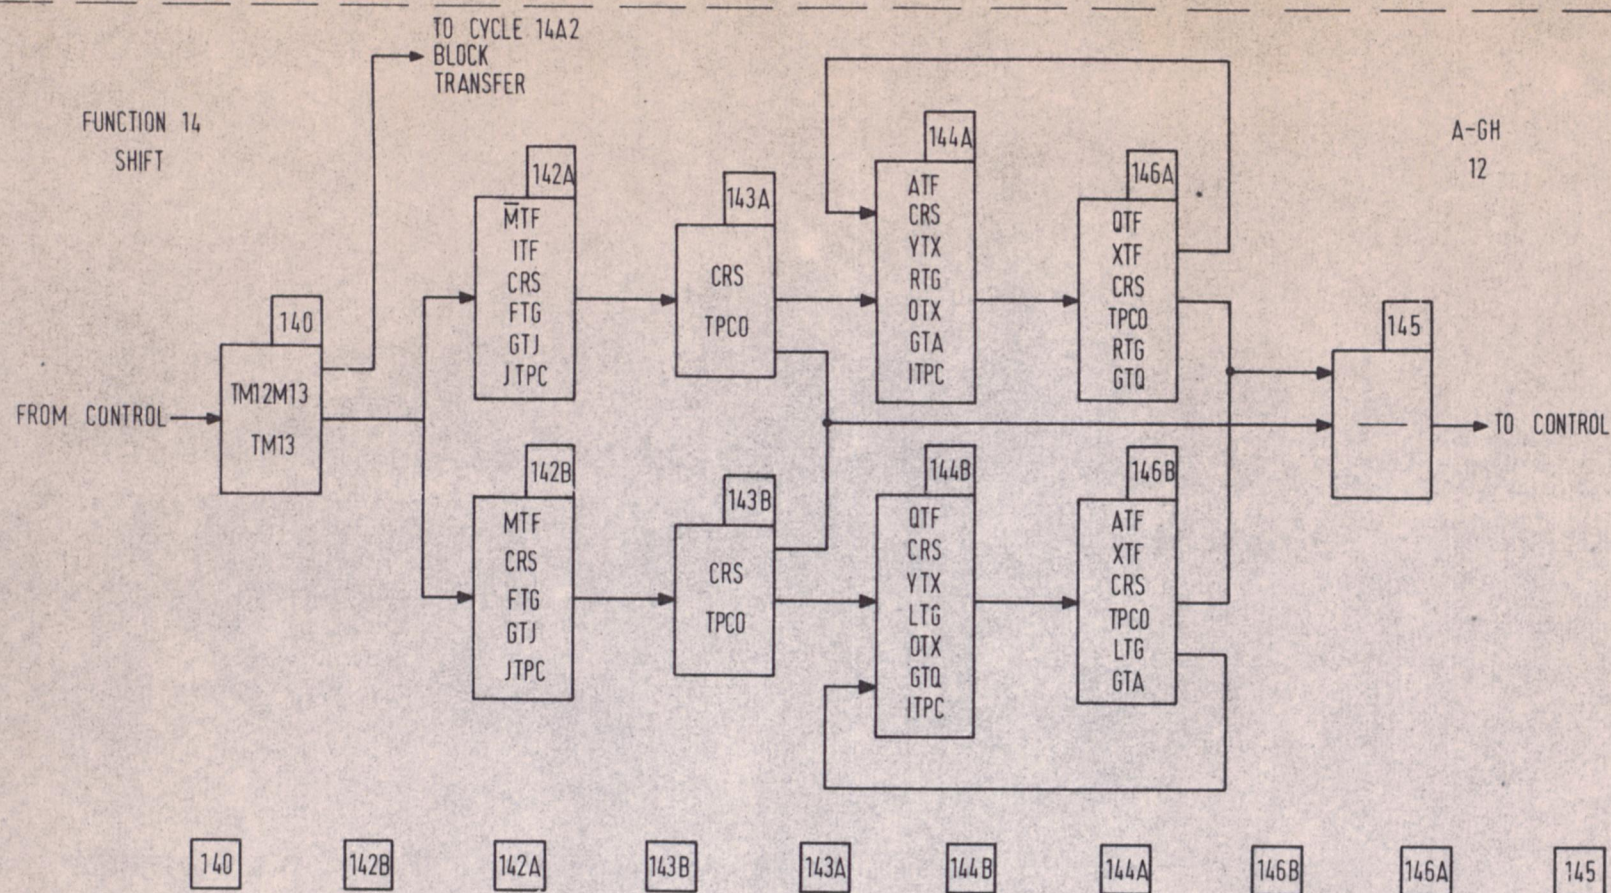 TO CYCLE 14A2
BLOCK
TRANSFER
FUNCTION 14
SHIFT
A-GH
12
140
TM12M13
TM13
FROM CONTROL
142A
M̅TF
ITF
CRS
FTG
GTJ
JTPC
143A
CRS
TPCO
144A
ATF
CRS
YTX
RTG
OTX
GTA
ITPC
146A
QTF
XTF
CRS
TPCO
RTG
GTQ
145
TO CONTROL
142B
MTF
CRS
FTG
GTJ
JTPC
143B
CRS
TPCO
144B
QTF
CRS
YTX
LTG
OTX
GTQ
ITPC
146B
ATF
XTF
CRS
TPCO
LTG
GTA
140 142B 142A 143B 143A 144B 144A 146B 146A 145